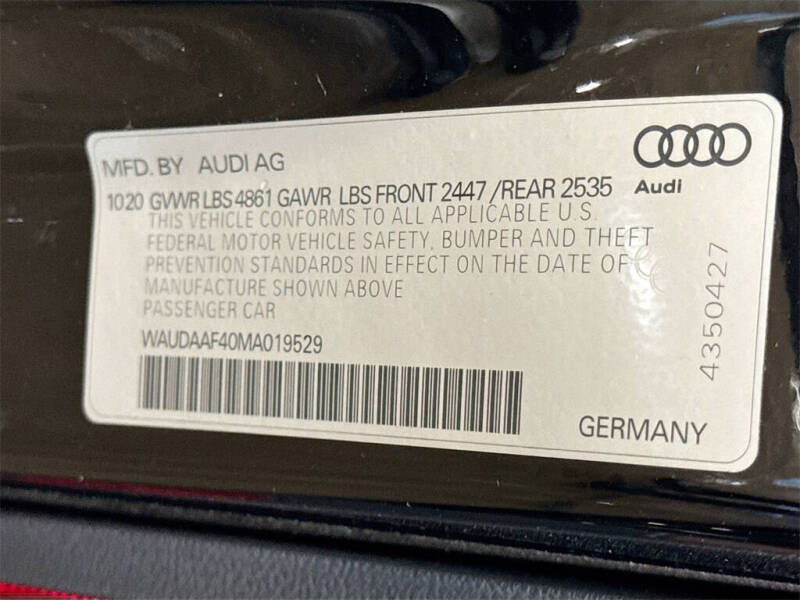 MFD. BY AUDI AG
1020 GVWR LBS 4861 GAWR LBS FRONT 2447 /REAR 2535
THIS VEHICLE CONFORMS TO ALL APPLICABLE U.S.
FEDERAL MOTOR VEHICLE SAFETY, BUMPER AND THEFT
PREVENTION STANDARDS IN EFFECT ON THE DATE OF
MANUFACTURE SHOWN ABOVE
PASSENGER CAR
WAUDAAF40MA019529
Audi
4350427
GERMANY